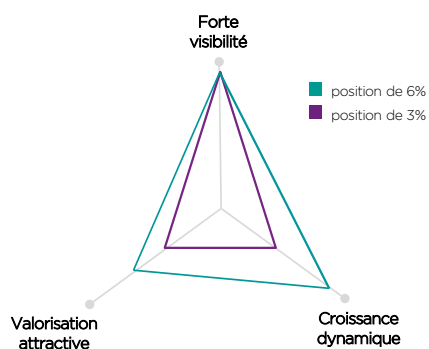 Forte
visibilité
position de 6%
position de 3%
Valorisation
attractive
Croissance
dynamique